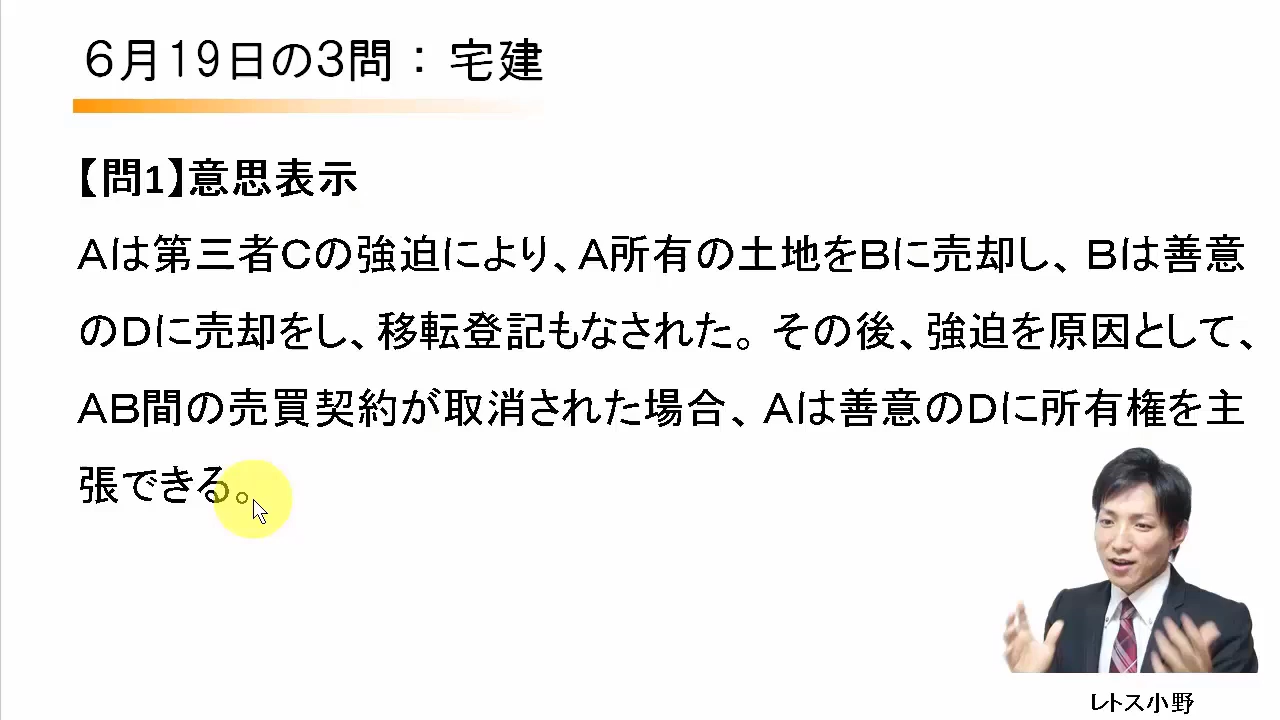 ６月１９日の３問：宅建
【問1】意思表示
Ａは第三者Ｃの強迫により、Ａ所有の土地をＢに売却し、Ｂは善意
のＤに売却をし、移転登記もなされた。その後、強迫を原因として、
ＡＢ間の売買契約が取消された場合、Ａは善意のＤに所有権を主
張できる。
レトス小野